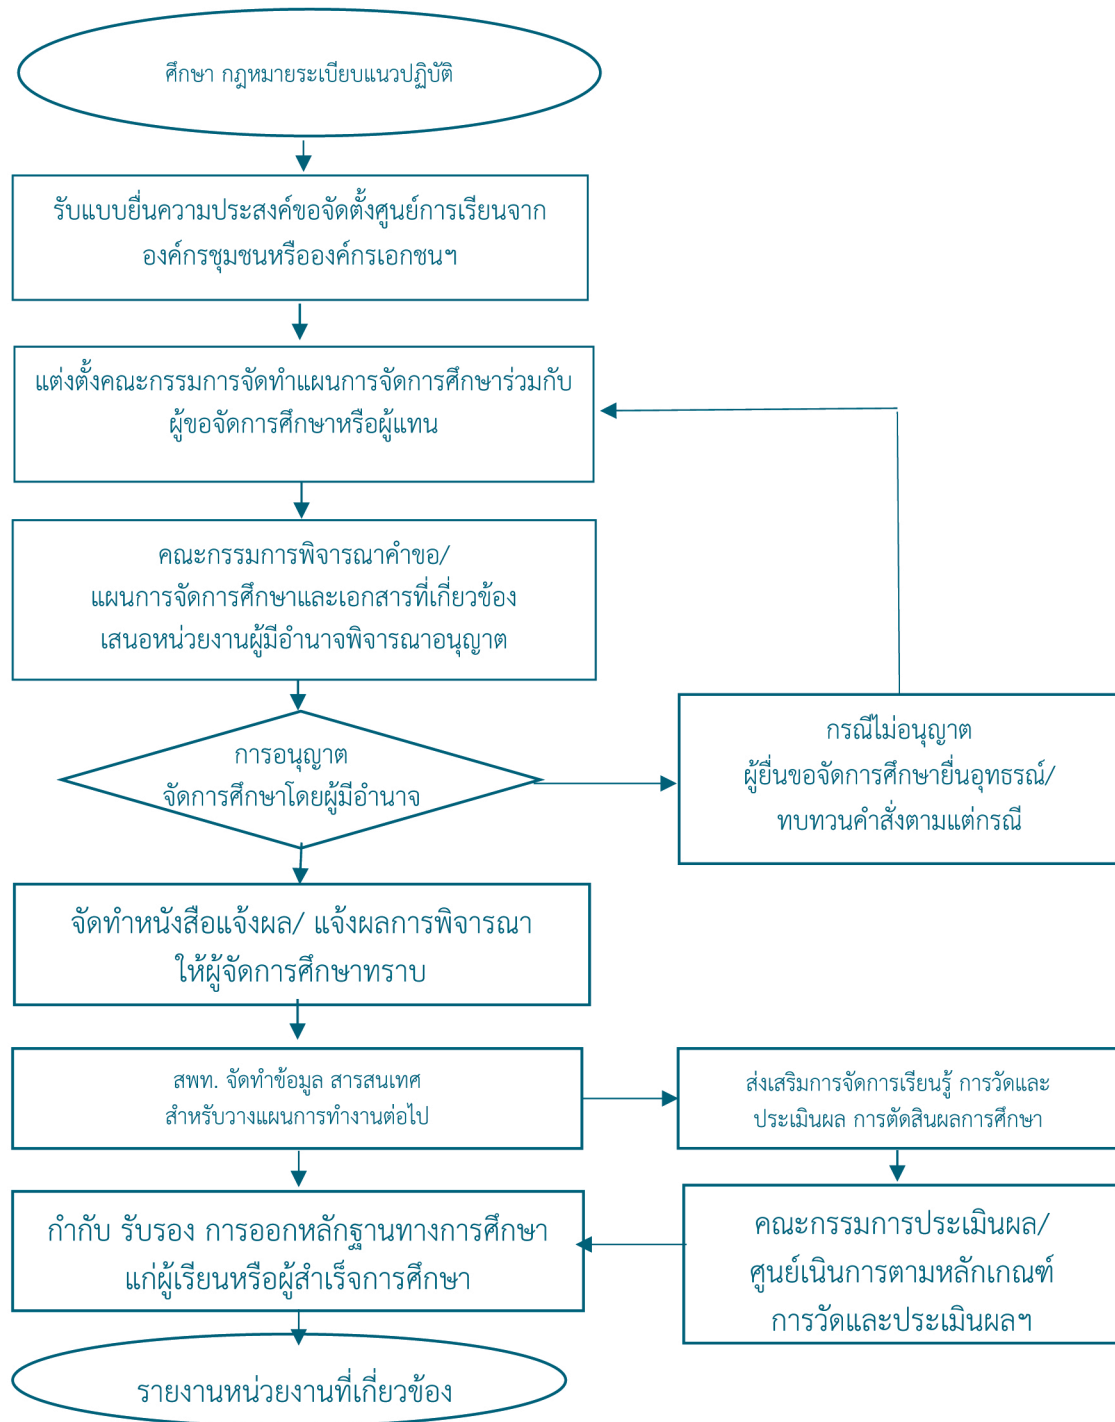 ศึกษา กฎหมายระเบียบแนวปฏิบัติ
รับแบบยื่นความประสงค์ขอจัดตั้งศูนย์การเรียนจาก
องค์กรชุมชนหรือองค์กรเอกชนฯ
แต่งตั้งคณะกรรมการจัดทำแผนการจัดการศึกษาร่วมกับ
ผู้ขอจัดการศึกษาหรือผู้แทน
คณะกรรมการพิจารณาคำขอ/
แผนการจัดการศึกษาและเอกสารที่เกี่ยวข้อง
เสนอหน่วยงานผู้มีอำนาจพิจารณาอนุญาต
การอนุญาต
จัดการศึกษาโดยผู้มีอำนาจ
กรณีไม่อนุญาต
ผู้ยื่นขอจัดการศึกษายื่นอุทธรณ์/
ทบทวนคำสั่งตามแต่กรณี
จัดทำหนังสือแจ้งผล/ แจ้งผลการพิจารณา
ให้ผู้จัดการศึกษาทราบ
สพท. จัดทำข้อมูล สารสนเทศ
สำหรับวางแผนการทำงานต่อไป
ส่งเสริมการจัดการเรียนรู้ การวัดและ
ประเมินผล การตัดสินผลการศึกษา
กำกับ รับรอง การออกหลักฐานทางการศึกษา
แก่ผู้เรียนหรือผู้สำเร็จการศึกษา
คณะกรรมการประเมินผล/
ศูนย์เนินการตามหลักเกณฑ์
การวัดและประเมินผลฯ
รายงานหน่วยงานที่เกี่ยวข้อง